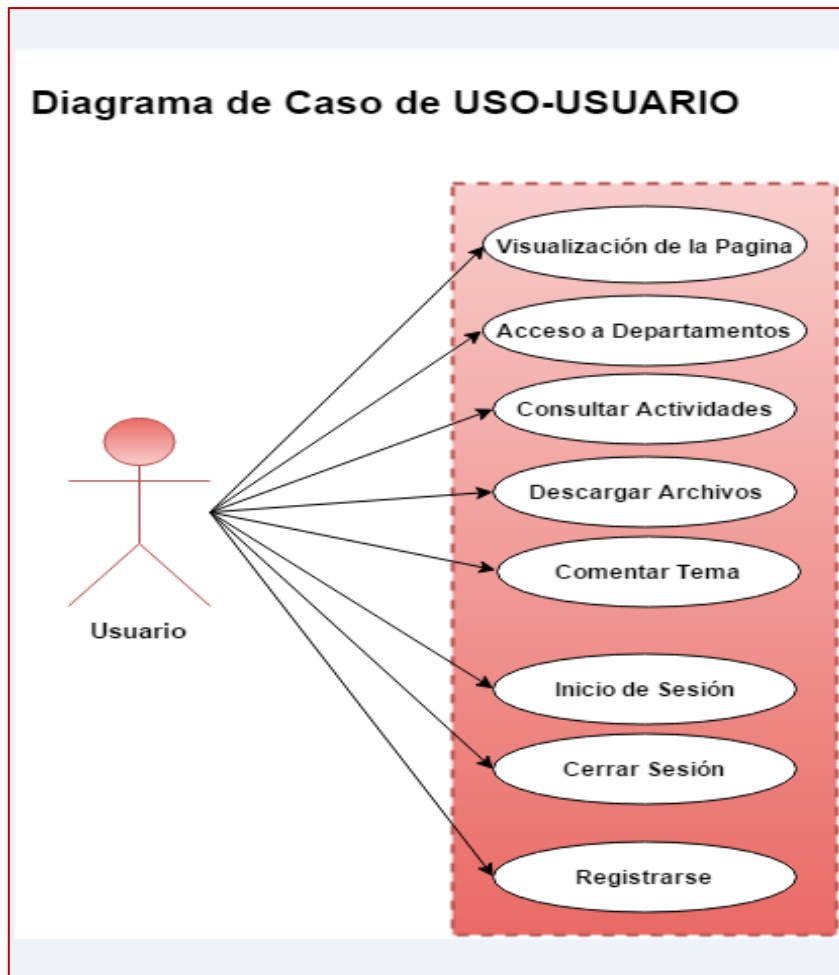 Diagrama de Caso de USO-USUARIO
Visualización de la Pagina
Acceso a Departamentos
Consultar Actividades
Descargar Archivos
Comentar Tema
Usuario
Inicio de Sesión
Cerrar Sesión
Registrarse